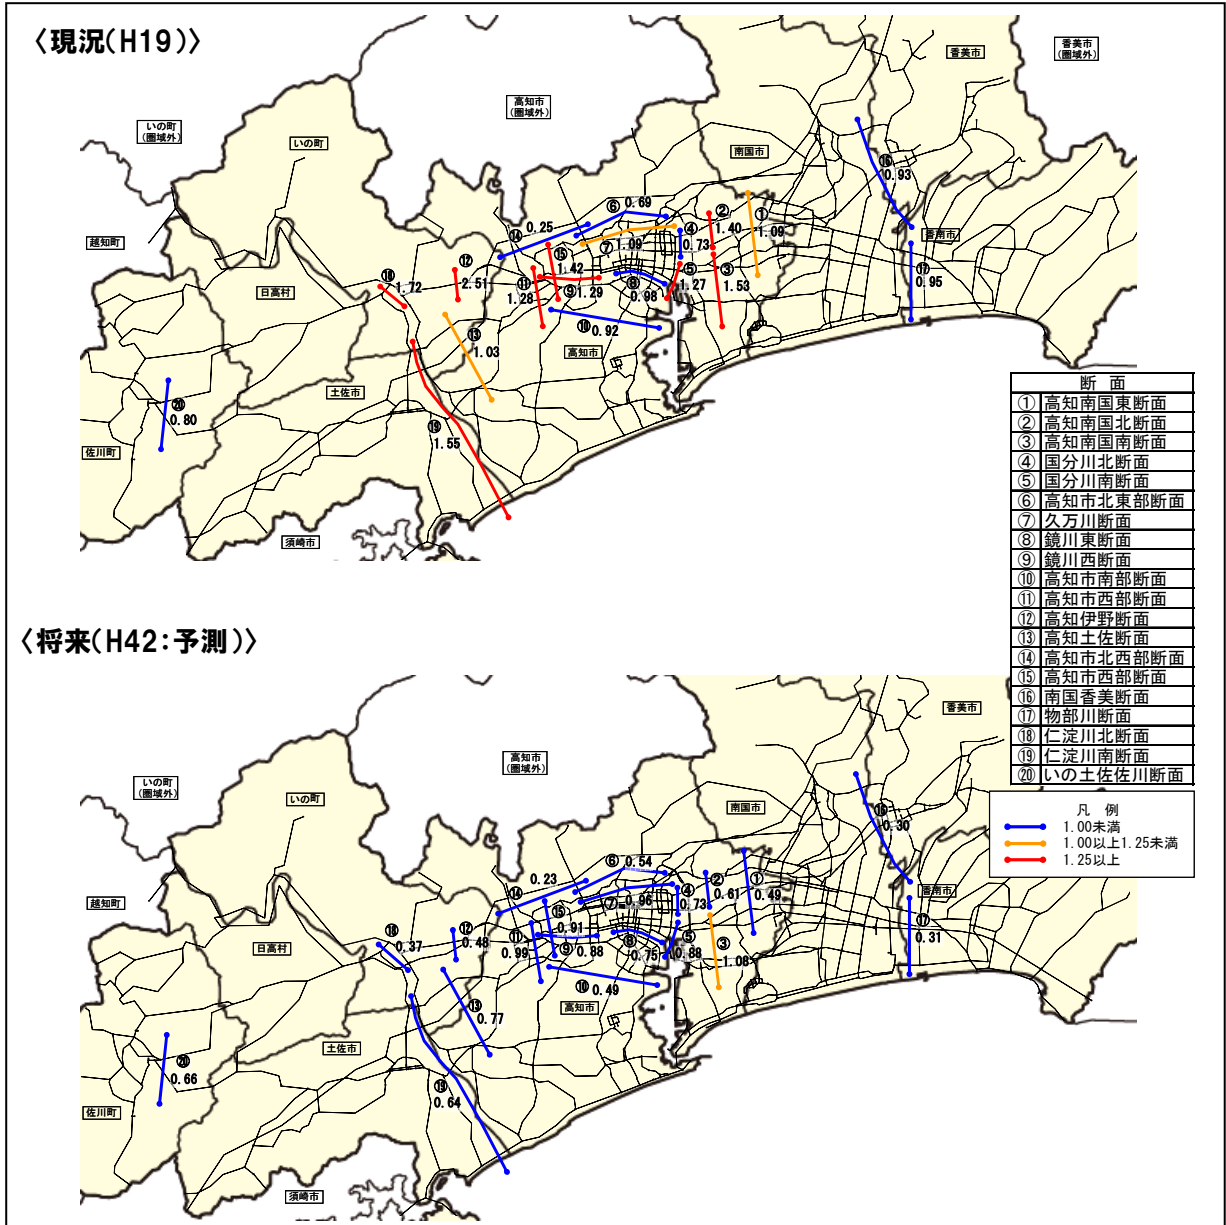 〈現況(H19)〉
香美市
香美市
(圏域外)
高知市
(圏域外)
いの町
(圏域外)
いの町
南国市
⑯
0.93
⑥ 0.69
②
①
0.25
④
1.40
1.09
⑭
⑦
1.09
0.73
香南市
越知町
⑮
1.42
⑫
2.51
⑤
③
⑰
⑱
1.72
⑪
1.28
⑨
1.29
⑧
0.98
1.27
1.53
0.95
日高村
⑩
0.92
⑬
1.03
高知市
土佐市
断 面
① 高知南国東断面
② 高知南国北断面
③ 高知南国南断面
④ 国分川北断面
⑤ 国分川南断面
⑥ 高知市北東部断面
⑦ 久万川断面
⑧ 鏡川東断面
⑨ 鏡川西断面
⑩ 高知市南部断面
⑪ 高知市西部断面
⑫ 高知伊野断面
⑬ 高知土佐断面
⑭ 高知市北西部断面
⑮ 高知市西部断面
⑯ 南国香美断面
⑰ 物部川断面
⑱ 仁淀川北断面
⑲ 仁淀川南断面
⑳ いの土佐佐川断面
⑳
0.80
⑲
1.55
佐川町
須崎市
〈将来(H42:予測)〉
香美市
高知市
(圏域外)
いの町
(圏域外)
いの町
南国市
凡 例
1.00未満
1.00以上1.25未満
1.25以上
⑯
0.30
⑥ 0.54
0.23
②
0.61
①
0.49
⑭
④
0.73
香南市
⑦
0.96
越知町
⑮
0.91
⑰
0.31
⑱
0.37
⑫
0.48
⑪
0.99
⑨
0.88
⑧
0.75
⑤
0.88
③
1.08
日高村
⑩
0.49
⑬
0.77
高知市
土佐市
⑳
0.66
⑲
0.64
佐川町
須崎市